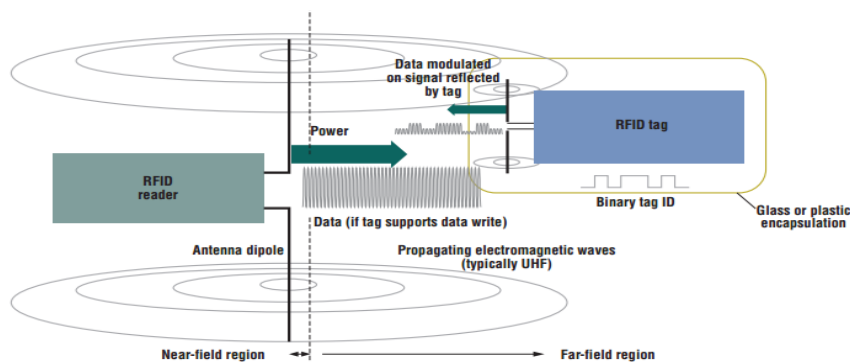 Data modulated
on signal reflected
by tag
Power
RFID tag
RFID
reader
Binary tag ID
Glass or plastic
encapsulation
Data (if tag supports data write)
Antenna dipole
Propagating electromagnetic waves
(typically UHF)
Near-field region
Far-field region